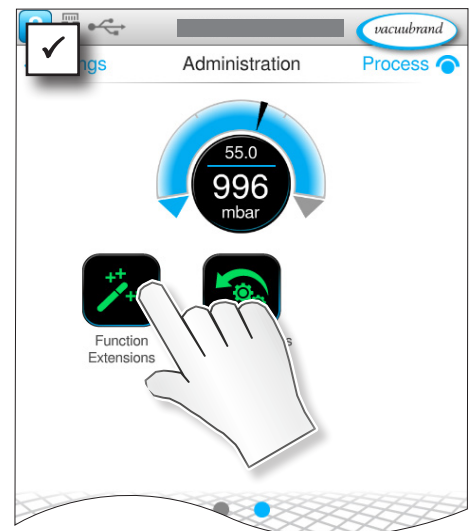 vacuubrand
Administration
Process
55.0
996
mbar
Function
Extensions